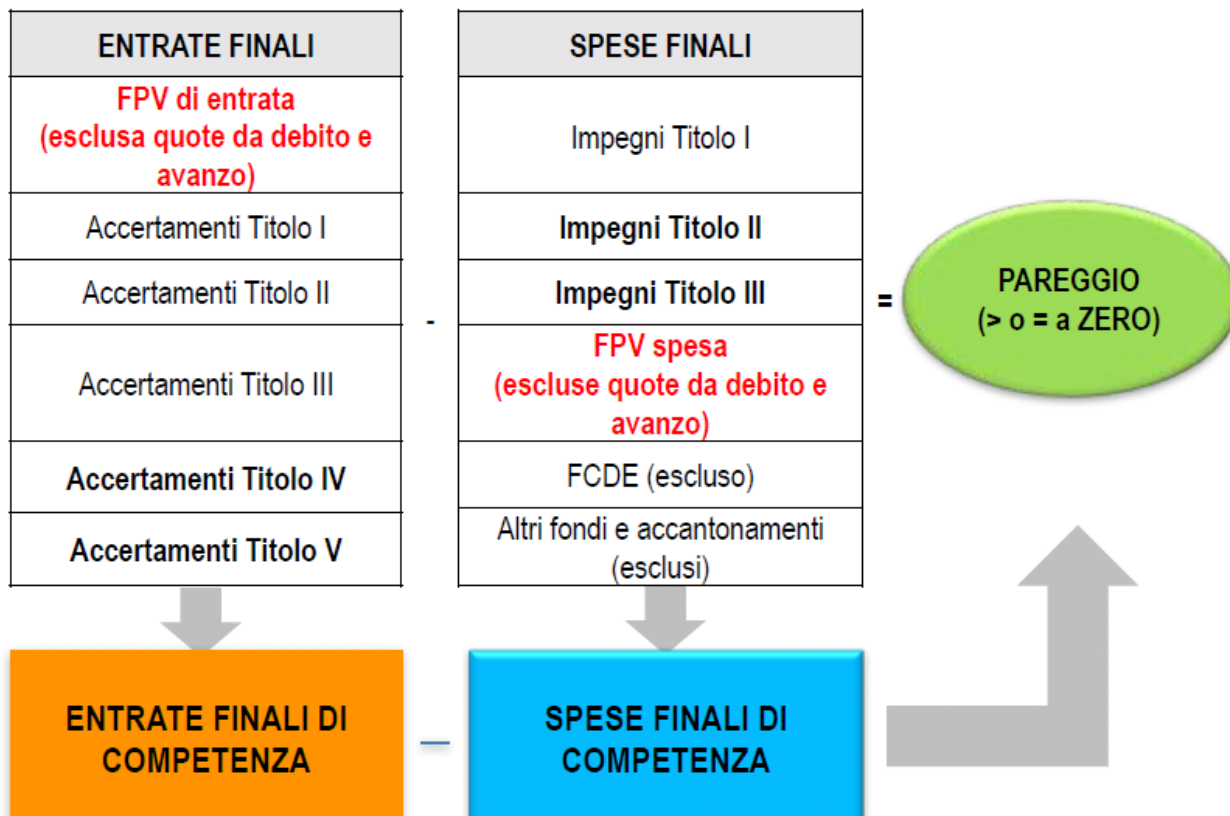 ENTRATE FINALI
FPV di entrata
(esclusa quote da debito e
avanzo)
Accertamenti Titolo I
Accertamenti Titolo II
Accertamenti Titolo III
Accertamenti Titolo IV
Accertamenti Titolo V
-
SPESE FINALI
Impegni Titolo I
Impegni Titolo II
Impegni Titolo III
FPV spesa
(escluse quote da debito e
avanzo)
FCDE (escluso)
Altri fondi e accantonamenti
(esclusi)
=
PAREGGIO
(> o = a ZERO)
ENTRATE FINALI DI
COMPETENZA
–
SPESE FINALI DI
COMPETENZA